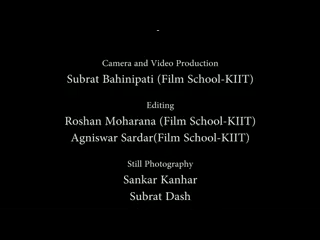 Camera and Video Production
Subrat Bahinipati (Film School-KIIT)
Editing
Roshan Moharana (Film School-KIIT)
Agniswar Sardar(Film School-KIIT)
Still Photography
Sankar Kanhar
Subrat Dash